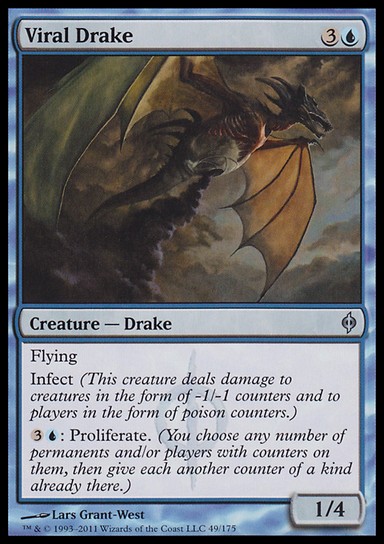 Viral Drake 3
Creature — Drake
Flying
Infect (This creature deals damage to
creatures in the form of -1/-1 counters and to
players in the form of poison counters.)
3 : Proliferate. (You choose any number of
permanents and/or players with counters on
them, then give each another counter of a kind
already there.)
Lars Grant-West
1/4
™ & © 1993–2011 Wizards of the Coast LLC 49/175